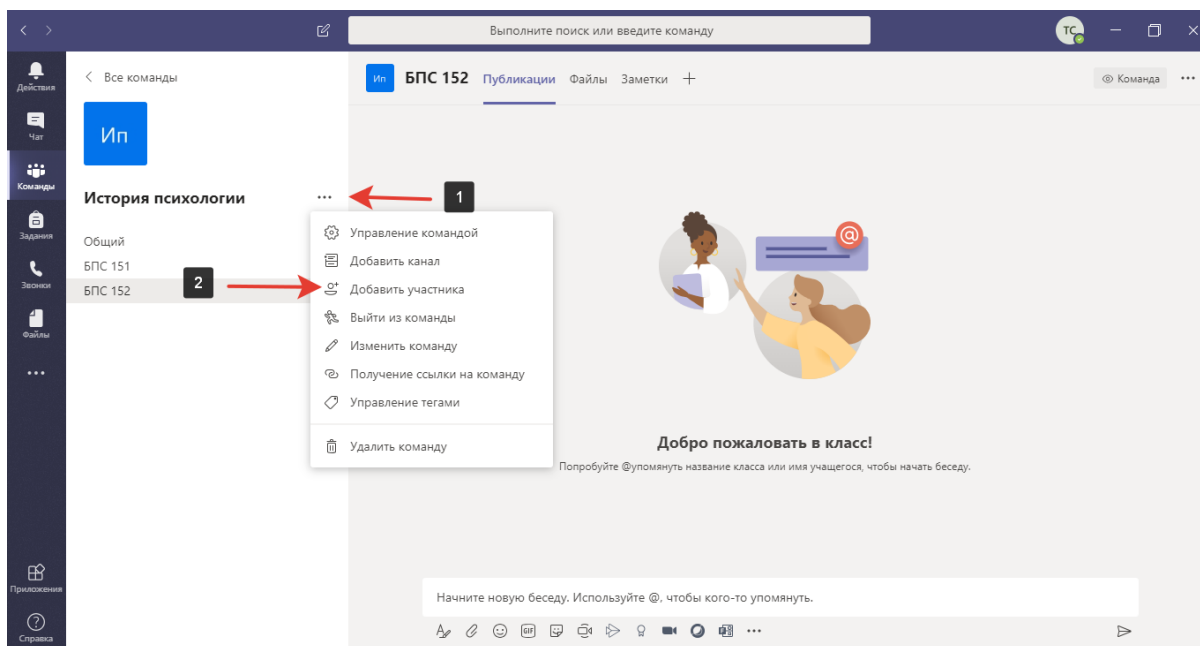 Выполните поиск или введите команду
TC
Действия
Чат
Команды
Задания
Звонки
Файлы
Приложения
Справка
Все команды
Ип
История психологии
Общий
БПС 151
БПС 152
1
2
Управление командой
Добавить канал
Добавить участника
Выйти из команды
Изменить команду
Получение ссылки на команду
Управление тегами
Удалить команду
Ип БПС 152 Публикации Файлы Заметки
Команда
@
Добро пожаловать в класс!
Попробуйте @упомянуть название класса или имя учащегося, чтобы начать беседу.
Начните новую беседу. Используйте @, чтобы кого-то упомянуть.
GIF